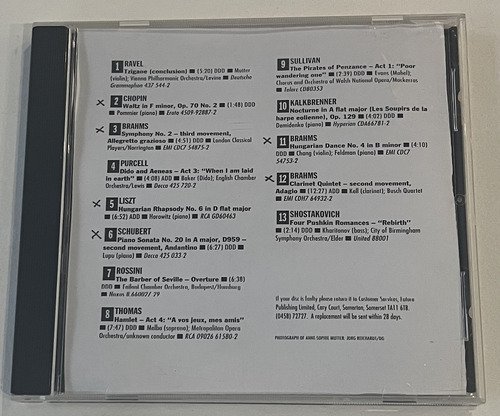 1 RAVEL
Tzigane (conclusion) ■ (5:20) DDD ■ Mutter
(violin); Vienna Philharmonic Orchestra/Levine ■ Deutsche
Grammophon 437 544-2
2 CHOPIN
Waltz in F minor, Op. 70 No. 2 ■ (1:48) DDD
■ Pommier (piano) ■ Erato 4509-92887-2
3 BRAHMS
Symphony No. 2 – third movement,
Allegretto grazioso ■ (4:51) DDD ■ London Classical
Players/Norrington ■ EMI CDC7 54875-2
4 PURCELL
Dido and Aeneas – Act 3: "When I am laid
in earth" ■ (4:08) ADD ■ Baker (Dido); English Chamber
Orchestra/Lewis ■ Decca 425 720-2
5 LISZT
Hungarian Rhapsody No. 6 in D flat major
■ (6:52) ADD ■ Horowitz (piano) ■ RCA GD60463
6 SCHUBERT
Piano Sonata No. 20 in A major, D959 –
second movement, Andantino ■ (6:27) DDD ■
Lupu (piano) ■ Decca 425 033-2
7 ROSSINI
The Barber of Seville – Overture ■ (6:38)
DDD ■ Failoni Chamber Orchestra, Budapest/Humburg
■ Naxos 8.660027/ 29
8 THOMAS
Hamlet – Act 4: "A vos jeux, mes amis"
■ (7:47) DDD ■ Melba (soprano); Metropolitan Opera
Orchestra/unknown conductor ■ RCA 09026 61580-2
9 SULLIVAN
The Pirates of Penzance – Act 1: "Poor
wandering one" ■ (2:39) DDD ■ Evans (Mabel);
Chorus and Orchestra of Welsh National Opera/Mackerras ■
Telarc CD80353
10 KALKBRENNER
Nocturne in A flat major (Les Soupirs de la
harpe eolienne), Op. 129 ■ (4:02) DDD ■
Demidenko (piano) ■ Hyperion CDA66781-2
11 BRAHMS
Hungarian Dance No. 4 in B minor ■ (4:30)
DDD ■ Chang (violin); Feldman (piano) ■ EMI CDC7
54753-2
12 BRAHMS
Clarinet Quintet – second movement,
Adagio ■ (12:27) ADD ■ Kell (clarinet); Busch Quartet
■ EMI CDH7 64932-2
13 SHOSTAKOVICH
Four Pushkin Romances – "Rebirth"
■ (2:14) DDD ■ Kharitonov (bass); City of Birmingham
Symphony Orchestra/Elder ■ United 88001
If your disc is faulty please return it to Customer Services, Future
Publishing Limited, Cary Court, Somerton, Somerset TA11 6TB.
(0458) 72727. A replacement will be sent within 28 days.
PHOTOGRAPH OF ANNE-SOPHIE MUTTER: JORG REICHARDT/DG